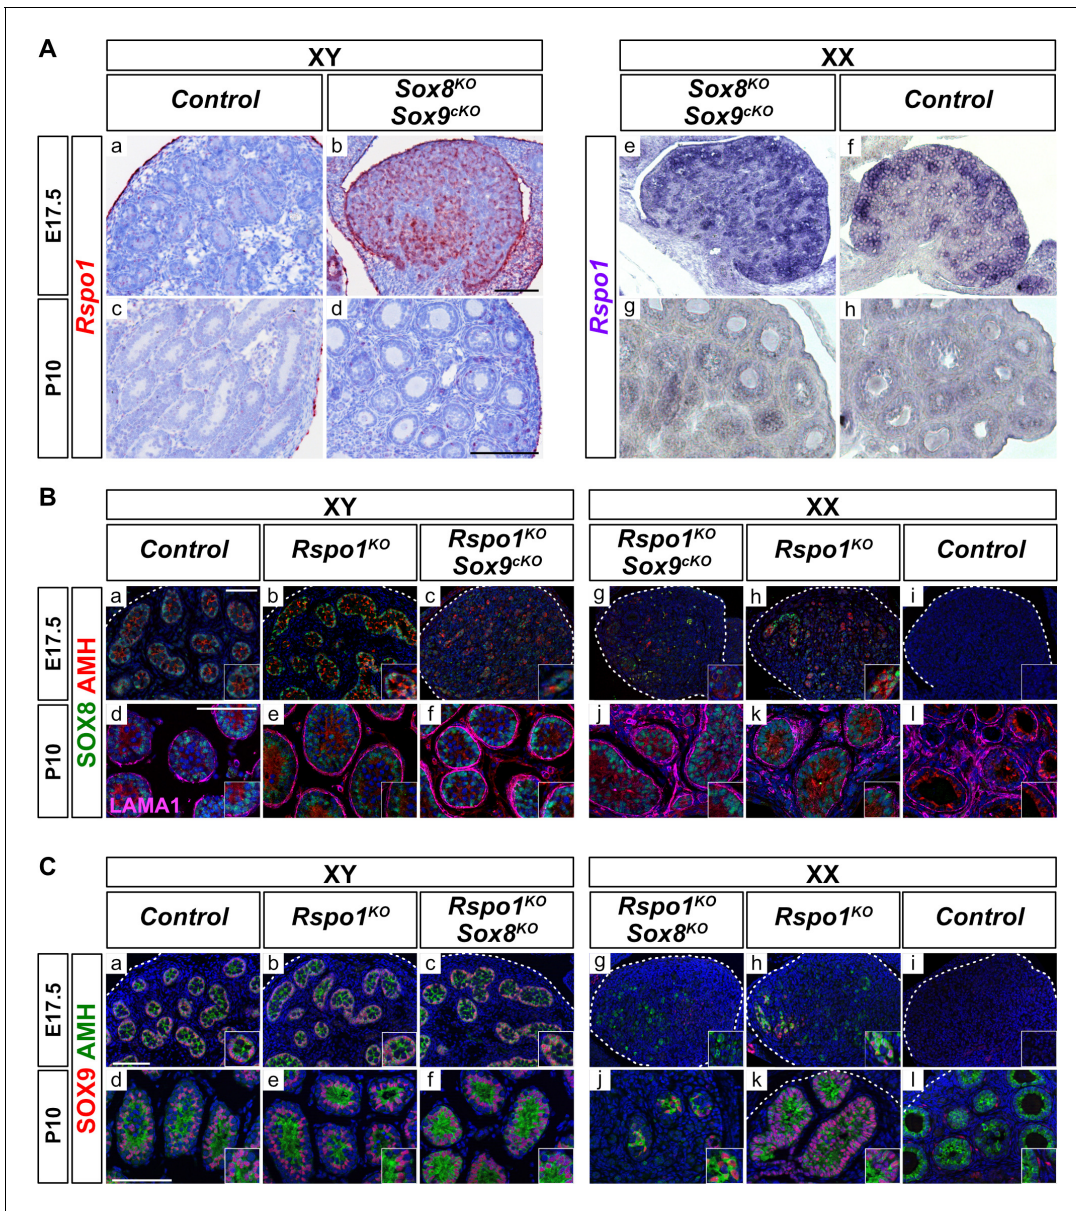 A
XY
XX
Control
Sox8KO
Sox9cKO
Sox8KO
Sox9cKO
Control
E17.5
P10
Rspo1
Rspo1
a
b
e
f
c
d
g
h
B
XY
XX
Control
Rspo1KO
Rspo1KO
Sox9cKO
Rspo1KO
Sox9cKO
Rspo1KO
Control
E17.5
P10
SOX8 AMH
a
b
c
g
h
i
d
e
f
j
k
l
LAMA1
C
XY
XX
Control
Rspo1KO
Rspo1KO
Sox8KO
Rspo1KO
Sox8KO
Rspo1KO
Control
E17.5
P10
SOX9 AMH
a
b
c
g
h
i
d
e
f
j
k
l